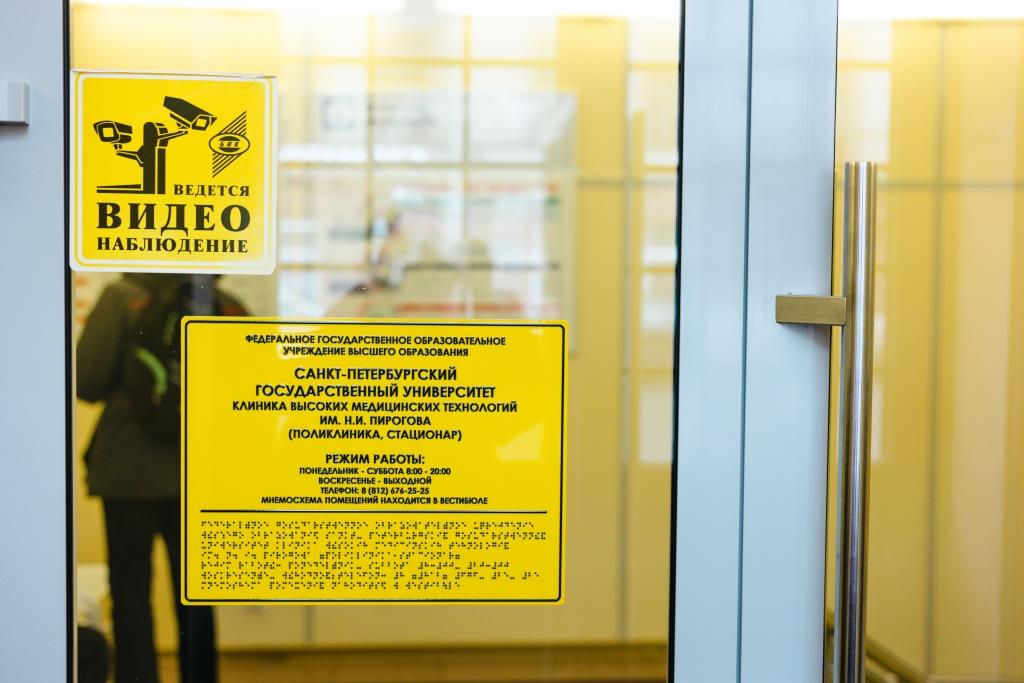 БИК
ВЕДЕТСЯ
ВИДЕО
НАБЛЮДЕНИЕ
ФЕДЕРАЛЬНОЕ ГОСУДАРСТВЕННОЕ ОБРАЗОВАТЕЛЬНОЕ
УЧРЕЖДЕНИЕ ВЫСШЕГО ОБРАЗОВАНИЯ
САНКТ-ПЕТЕРБУРГСКИЙ
ГОСУДАРСТВЕННЫЙ УНИВЕРСИТЕТ
КЛИНИКА ВЫСОКИХ МЕДИЦИНСКИХ ТЕХНОЛОГИЙ
ИМ. Н.И. ПИРОГОВА
(ПОЛИКЛИНИКА, СТАЦИОНАР)
РЕЖИМ РАБОТЫ:
ПОНЕДЕЛЬНИК - СУББОТА 8:00 - 20:00
ВОСКРЕСЕНЬЕ - ВЫХОДНОЙ
ТЕЛЕФОН: 8 (812) 676-25-25
МНЕМОСХЕМА ПОМЕЩЕНИЙ НАХОДИТСЯ В ВЕСТИБЮЛЕ